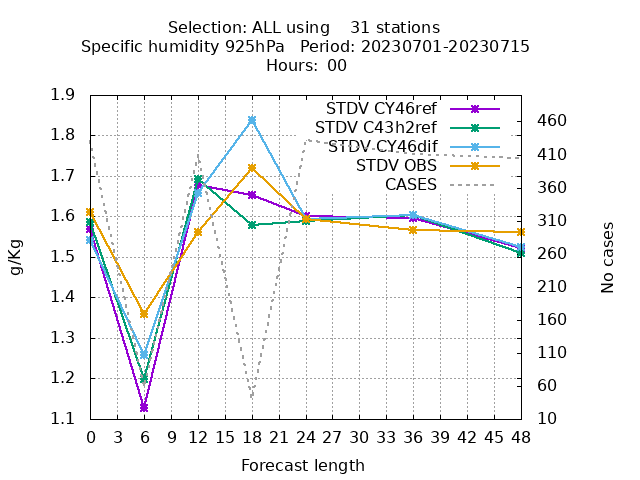 Selection: ALL using    31 stations
Specific humidity 925hPa   Period: 20230701-20230715
Hours: 00
STDV CY46ref
STDV C43h2ref
STDV CY46dif
STDV OBS
CASES
1.9
1.8
1.7
1.6
1.5
1.4
1.3
1.2
1.1
g/Kg
460
410
360
310
260
210
160
110
60
10
No cases
0 3 6 9 12 15 18 21 24 27 30 33 36 39 42 45 48
Forecast length